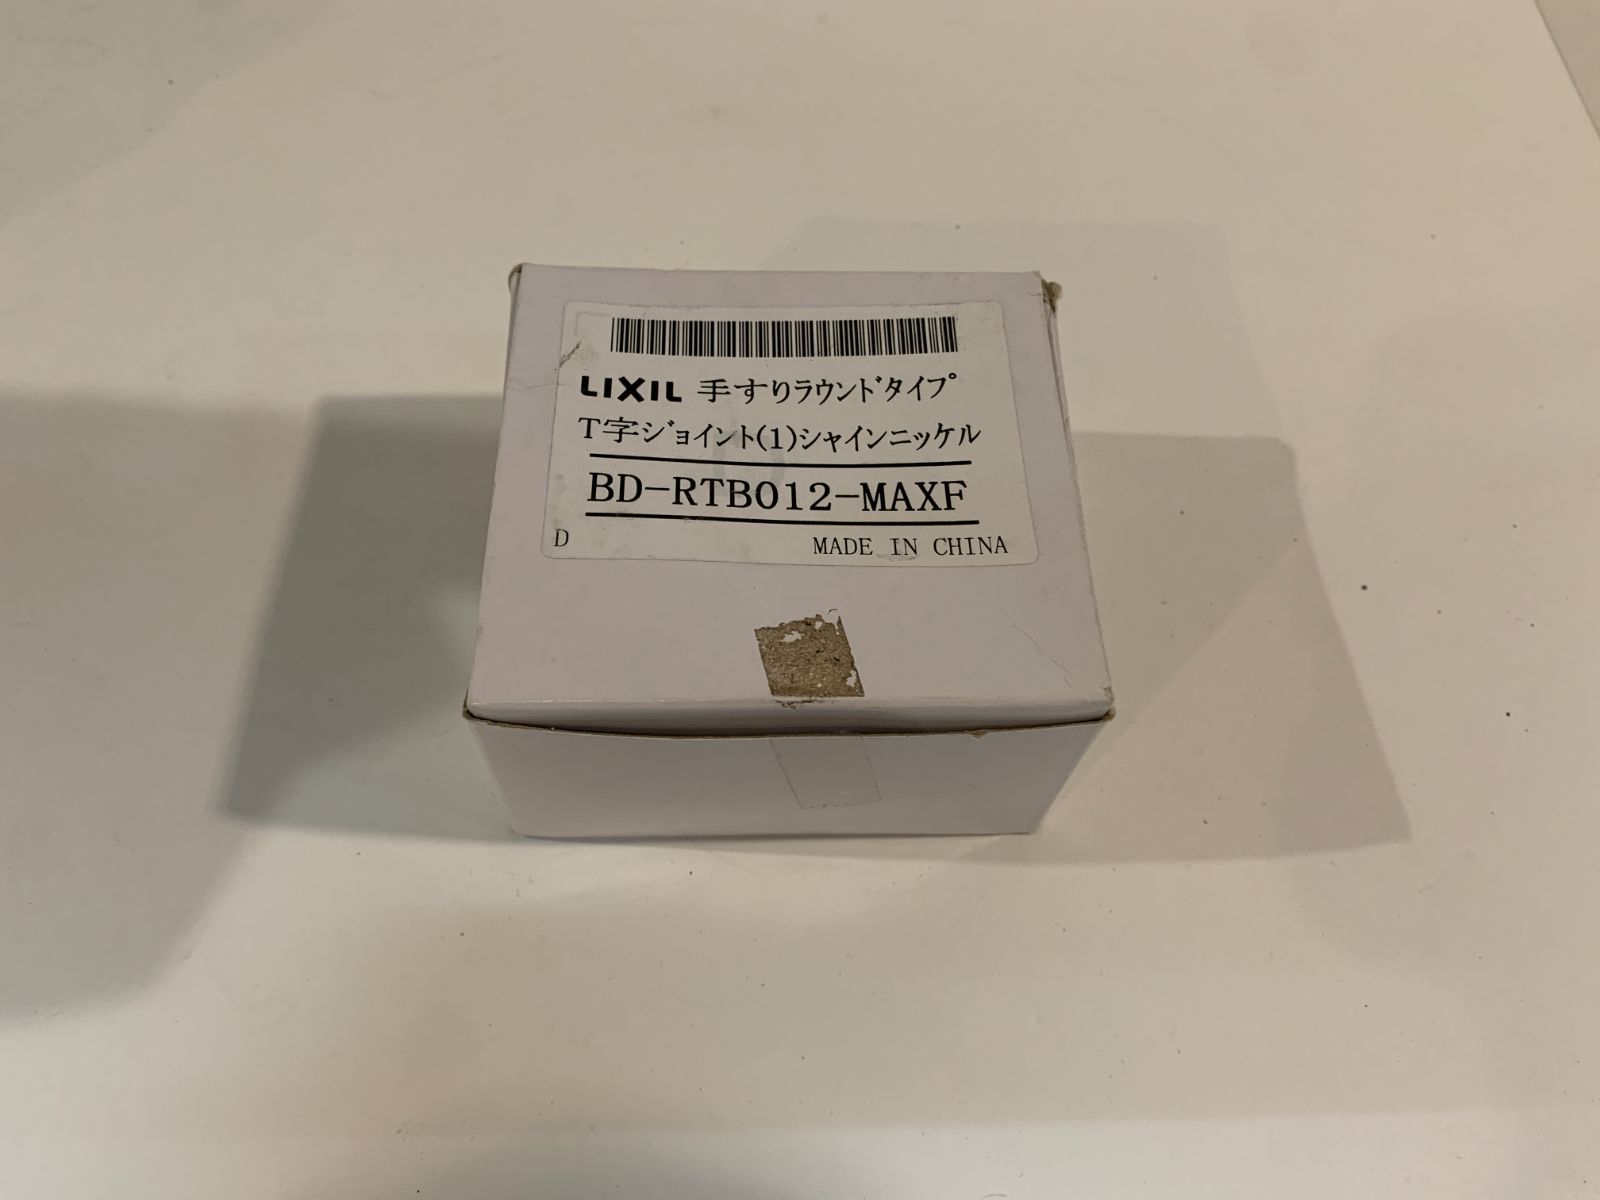 LIXIL 手すりラウンドタイプ
T字ジョイント(1)シャインニッケル
BD-RTB012-MAXF
D
MADE IN CHINA